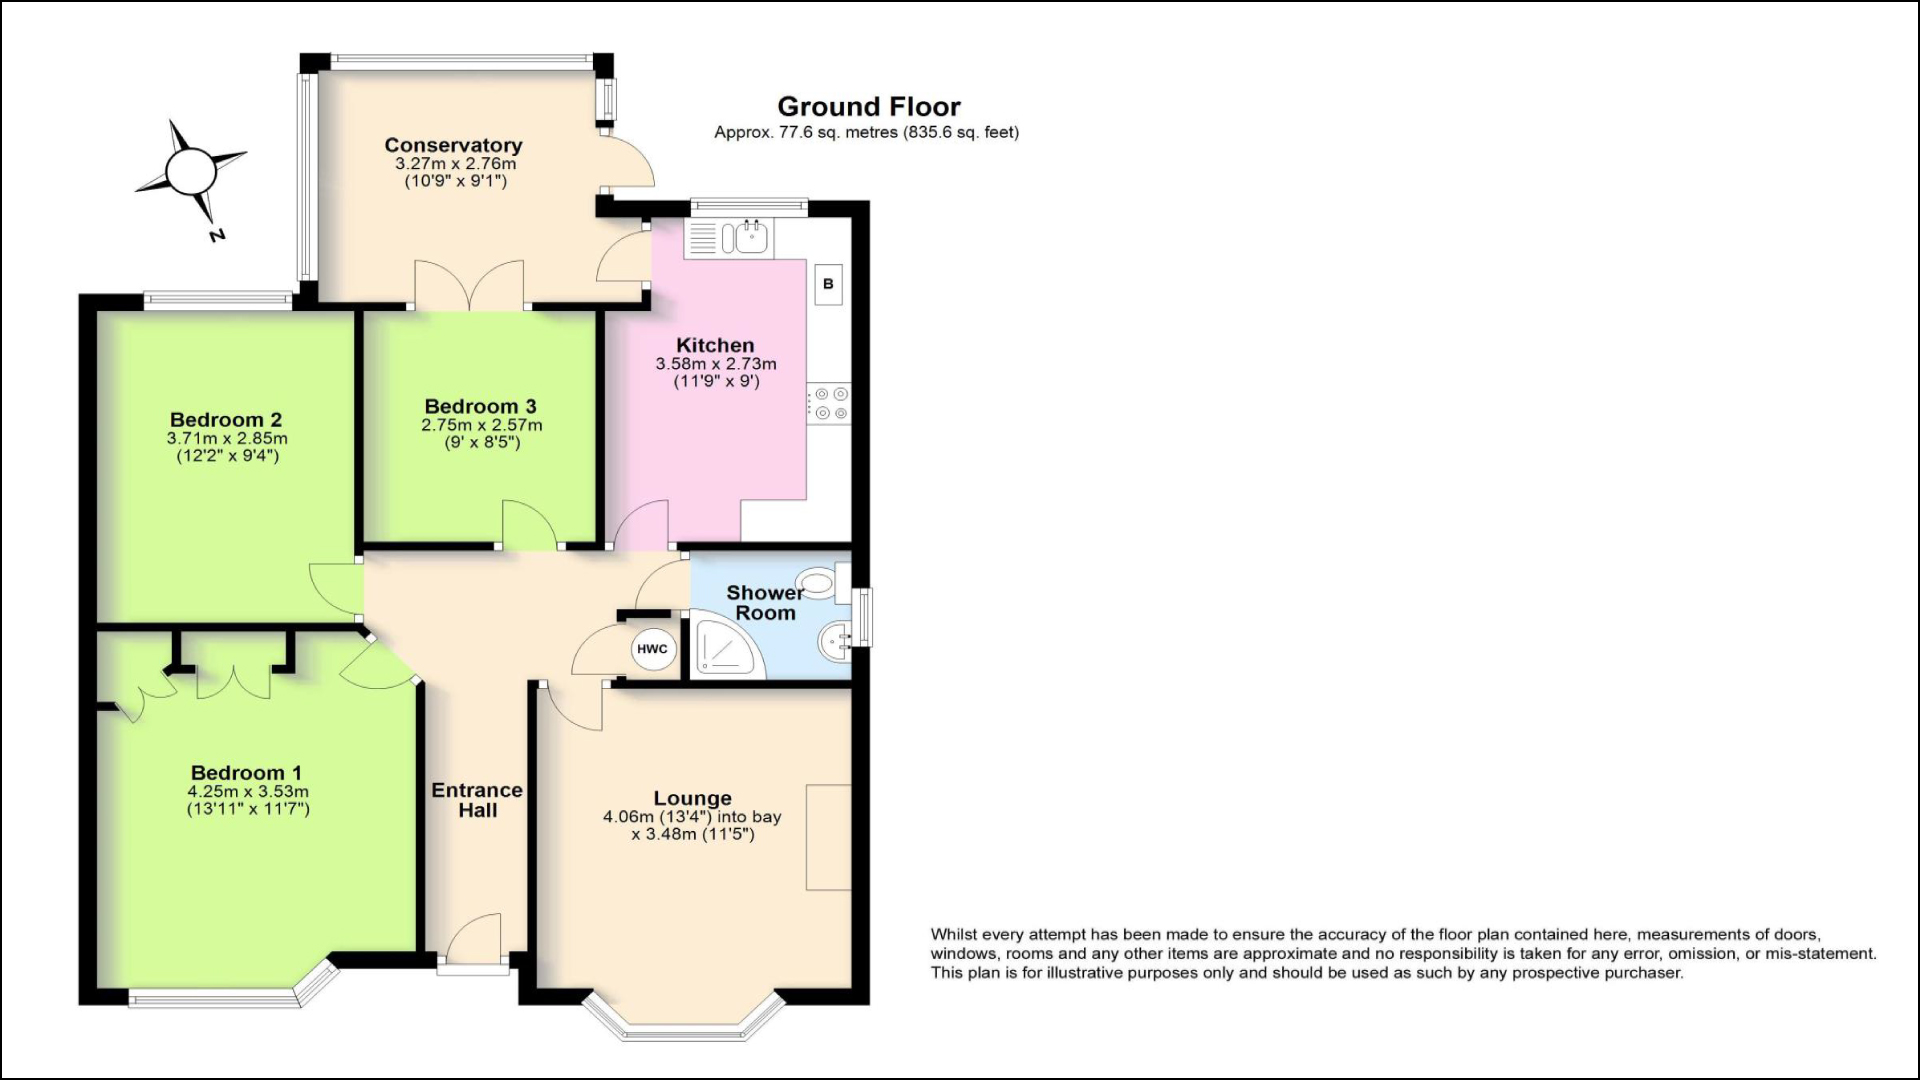 Ground Floor
Approx. 77.6 sq. metres (835.6 sq. feet)
Conservatory
3.27m x 2.76m
(10'9" x 9'1")
N
B
Kitchen
3.58m x 2.73m
(11'9" x 9')
Bedroom 3
2.75m x 2.57m
(9' x 8'5")
Bedroom 2
3.71m x 2.85m
(12'2" x 9'4")
Shower
Room
HWC
Bedroom 1
4.25m x 3.53m
(13'11" x 11'7")
Entrance
Hall
Lounge
4.06m (13'4") into bay
x 3.48m (11'5")
Whilst every attempt has been made to ensure the accuracy of the floor plan contained here, measurements of doors,
windows, rooms and any other items are approximate and no responsibility is taken for any error, omission, or mis-statement.
This plan is for illustrative purposes only and should be used as such by any prospective purchaser.